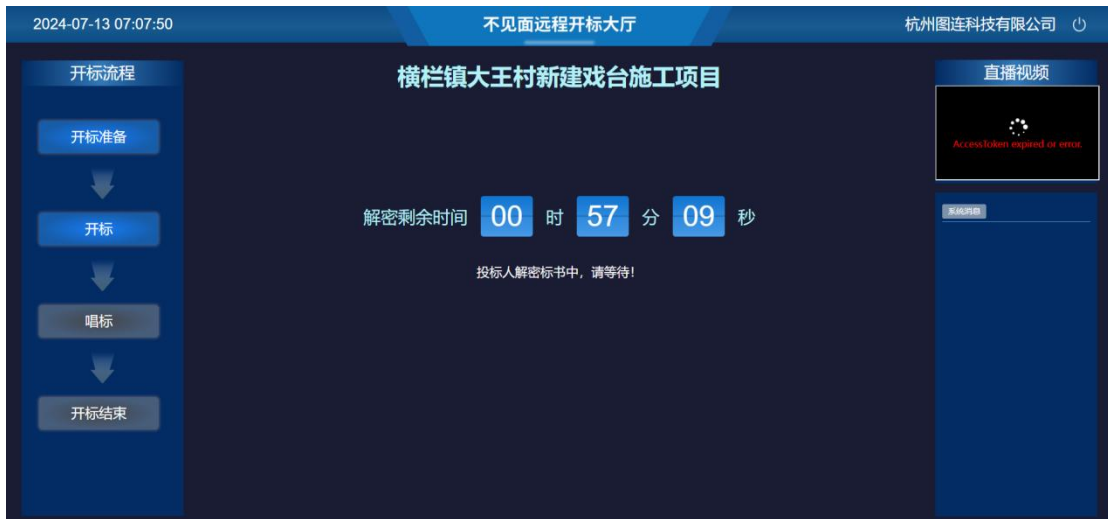 2024-07-13 07:07:50
不见面远程开标大厅
杭州图连科技有限公司
开标流程
开标准备
开标
唱标
开标结束
横栏镇大王村新建戏台施工项目
解密剩余时间 00 时 57 分 09 秒
投标人解密标书中，请等待！
直播视频
AccessToken expired or error.
系统消息